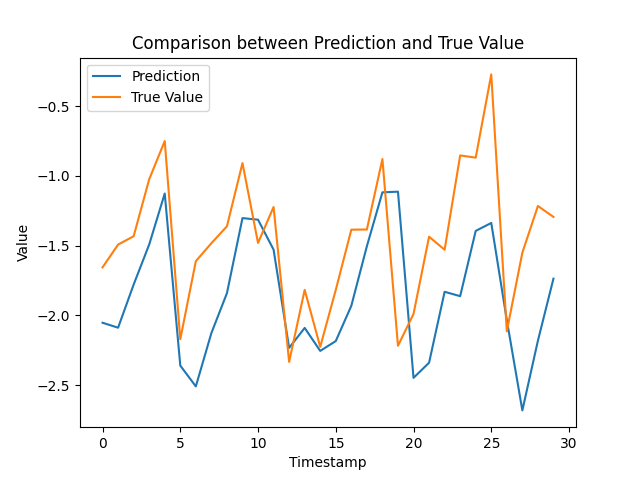 Comparison between Prediction and True Value
Prediction
True Value
−0.5
−1.0
−1.5
−2.0
−2.5
Value
0 5 10 15 20 25 30
Timestamp